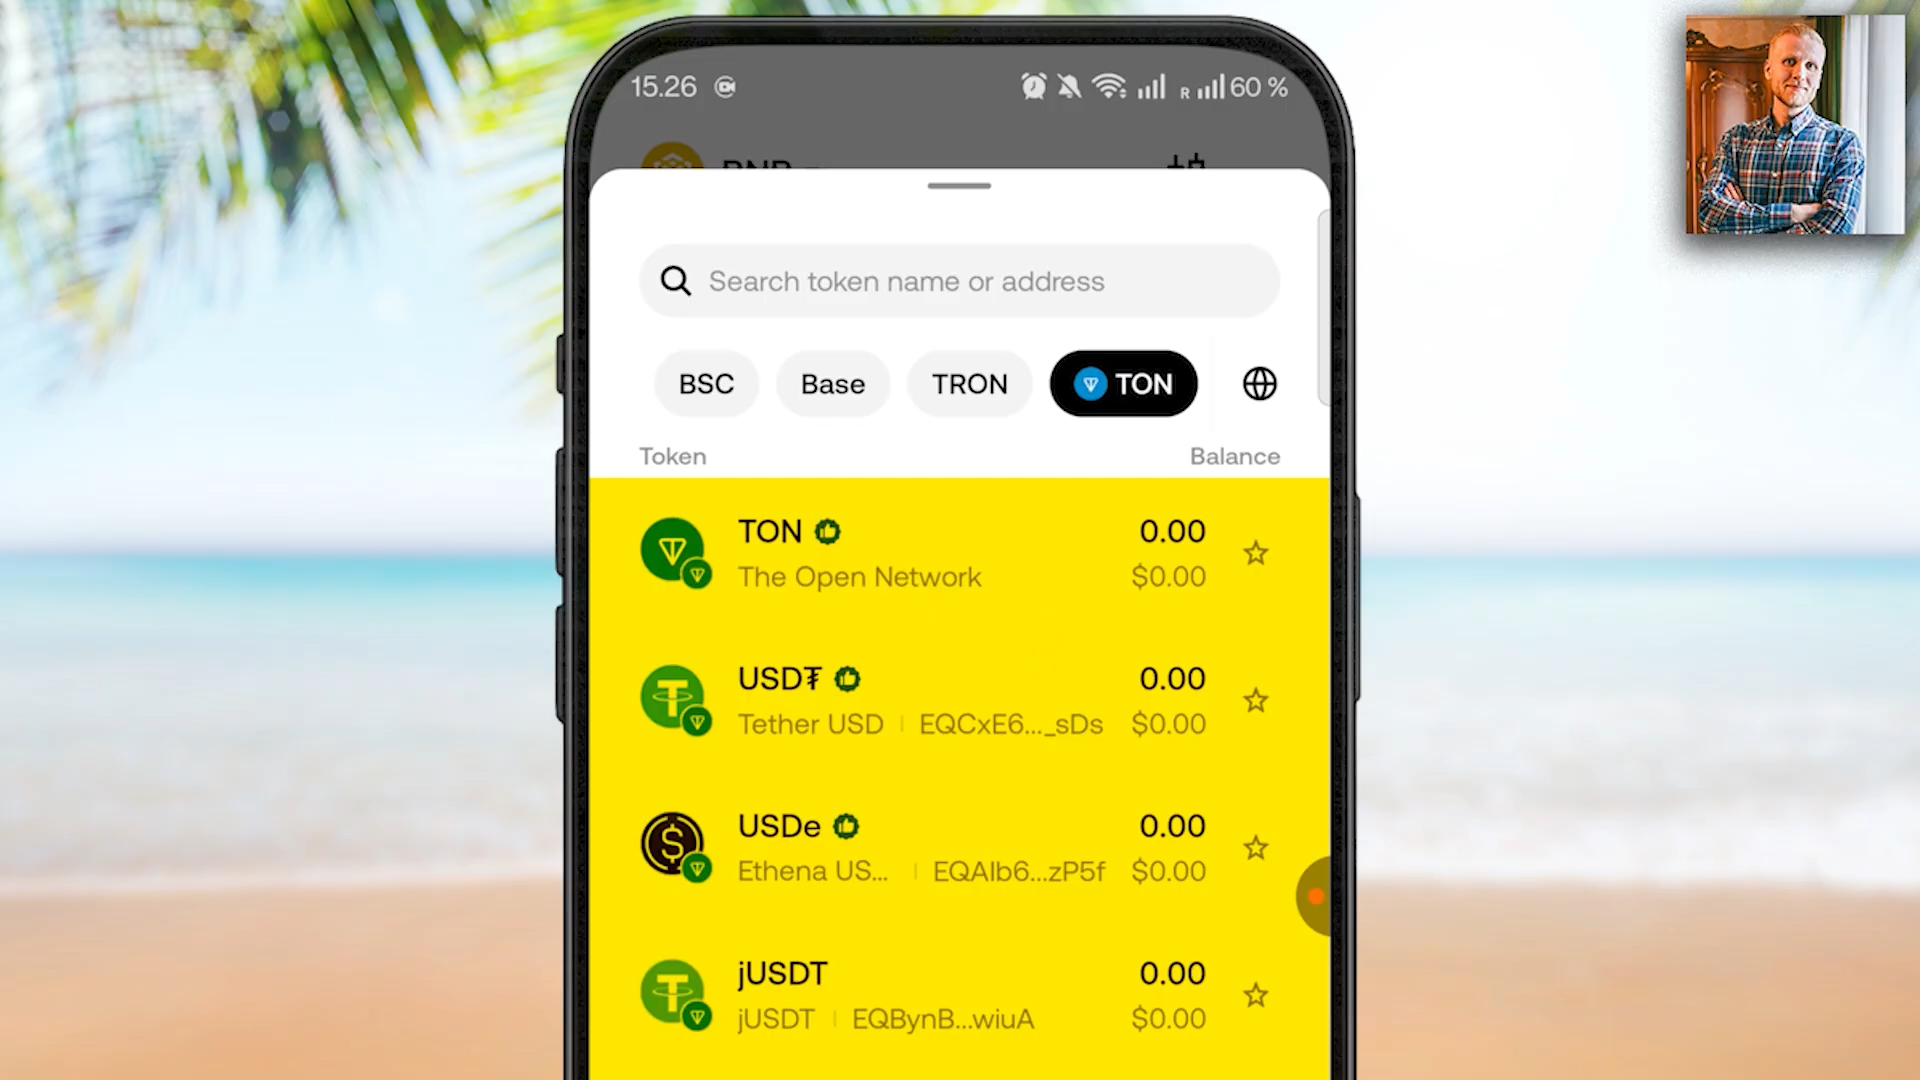 15.26
R 60 %
Search token name or address
BSC Base TRON TON
Token Balance
TON 0.00
The Open Network $0.00
USD₮ 0.00
Tether USD | EQCxE6..._sDs $0.00
USDe 0.00
Ethena US... | EQAIb6...zP5f $0.00
jUSDT 0.00
jUSDT | EQBynB...wiuA $0.00